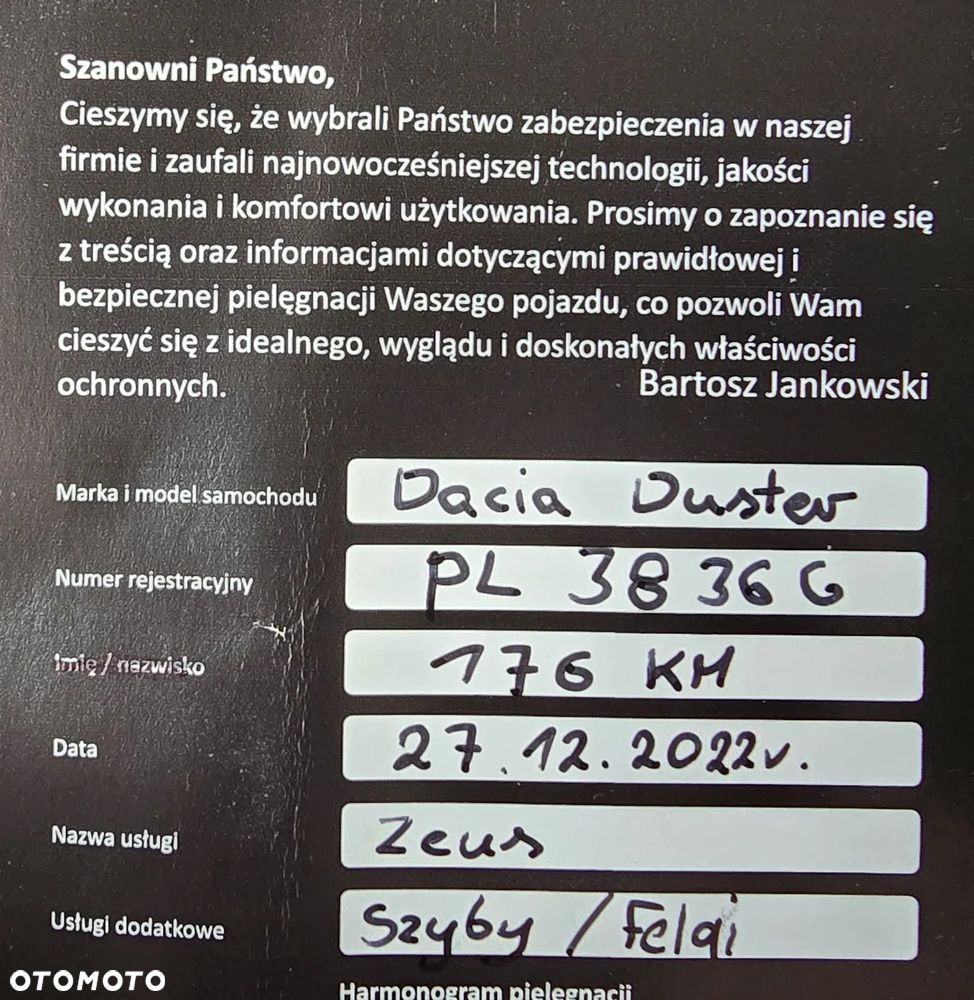 Szanowni Państwo,
Cieszymy się, że wybrali Państwo zabezpieczenia w naszej
firmie i zaufali najnowocześniejszej technologii, jakości
wykonania i komfortowi użytkowania. Prosimy o zapoznanie się
z treścią oraz informacjami dotyczącymi prawidłowej i
bezpiecznej pielęgnacji Waszego pojazdu, co pozwoli Wam
cieszyć się z idealnego, wyglądu i doskonałych właściwości
ochronnych. Bartosz Jankowski
Marka i model samochodu Dacia Duster
Numer rejestracyjny PL 3836G
Imię / nazwisko 176 KM
Data 27.12.2022r.
Nazwa usługi Zeus
Usługi dodatkowe Szyby / Felgi
OTOMOTO Harmonogram pielęgnacji